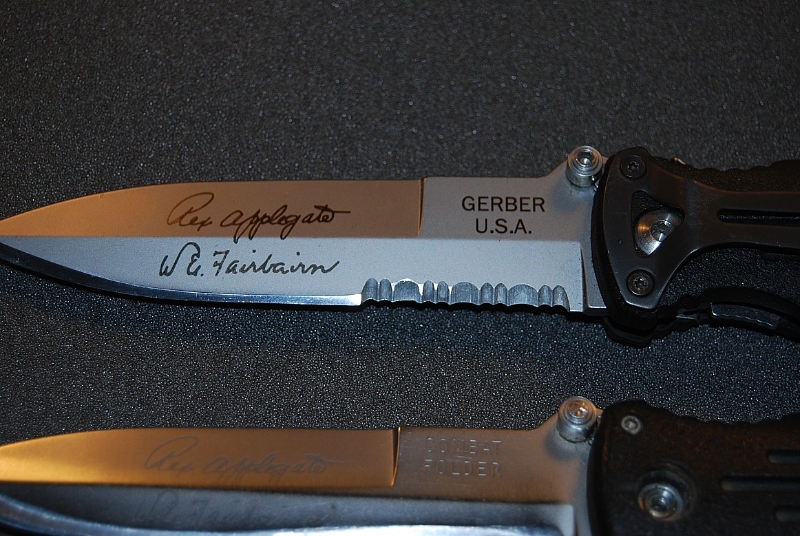 Rex Applegate
W E. Fairbairn
GERBER
U.S.A.
Rex Applegate
COMBAT
FOLDER